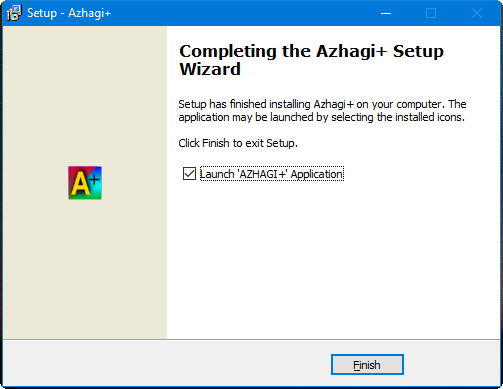 Setup - Azhagi+
Completing the Azhagi+ Setup
Wizard
Setup has finished installing Azhagi+ on your computer. The
application may be launched by selecting the installed icons.
Click Finish to exit Setup.
Launch 'AZHAGI+' Application
A+
Finish